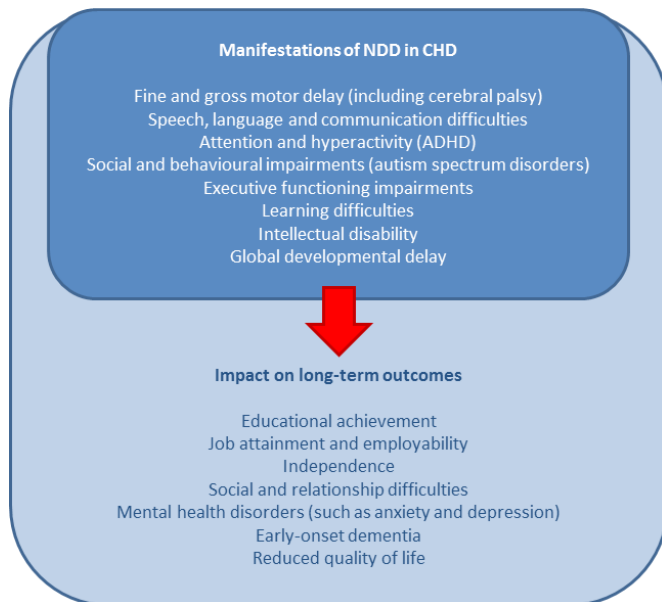 Manifestations of NDD in CHD
Fine and gross motor delay (including cerebral palsy)
Speech, language and communication difficulties
Attention and hyperactivity (ADHD)
Social and behavioural impairments (autism spectrum disorders)
Executive functioning impairments
Learning difficulties
Intellectual disability
Global developmental delay
Impact on long-term outcomes
Educational achievement
Job attainment and employability
Independence
Social and relationship difficulties
Mental health disorders (such as anxiety and depression)
Early-onset dementia
Reduced quality of life